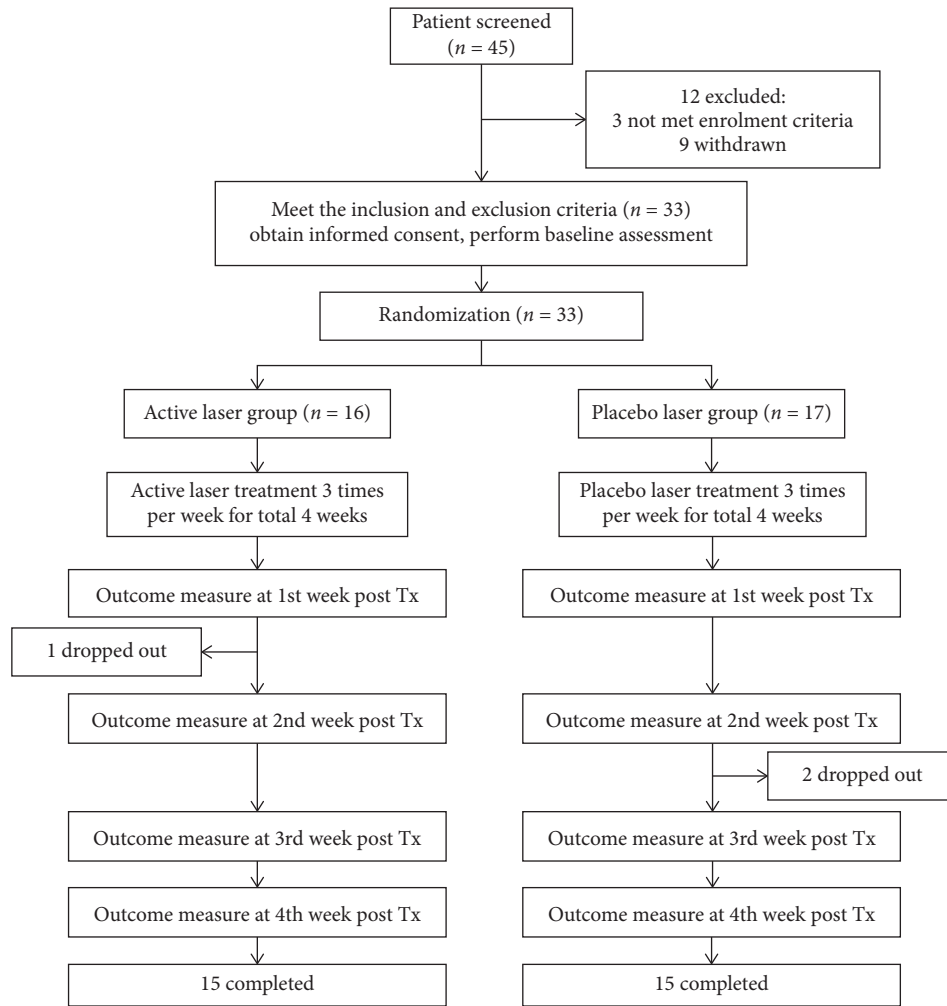 Patient screened
(n = 45)
12 excluded:
3 not met enrolment criteria
9 withdrawn
Meet the inclusion and exclusion criteria (n = 33)
obtain informed consent, perform baseline assessment
Randomization (n = 33)
Active laser group (n = 16)
Placebo laser group (n = 17)
Active laser treatment 3 times
per week for total 4 weeks
Placebo laser treatment 3 times
per week for total 4 weeks
Outcome measure at 1st week post Tx
Outcome measure at 1st week post Tx
1 dropped out
Outcome measure at 2nd week post Tx
Outcome measure at 2nd week post Tx
2 dropped out
Outcome measure at 3rd week post Tx
Outcome measure at 3rd week post Tx
Outcome measure at 4th week post Tx
Outcome measure at 4th week post Tx
15 completed
15 completed